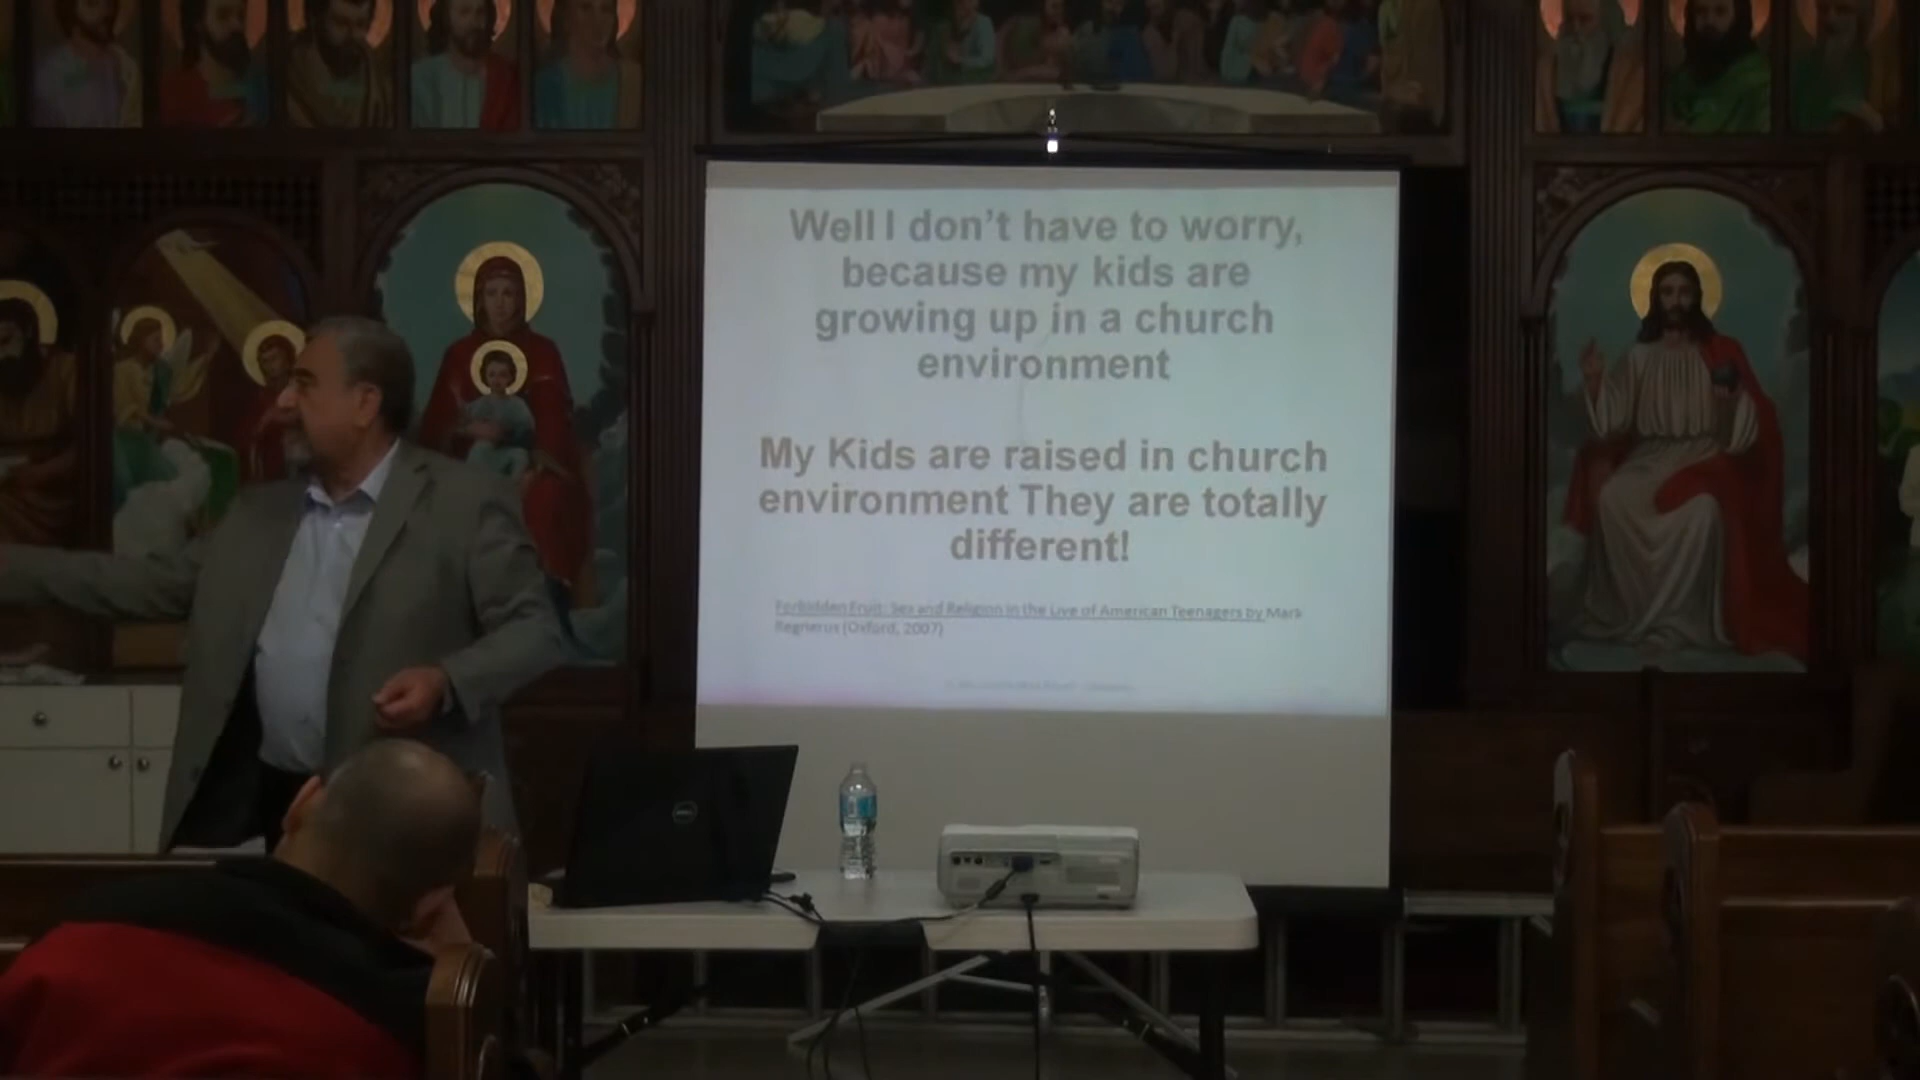 Well I don't have to worry,
because my kids are
growing up in a church
environment
My Kids are raised in church
environment They are totally
different!
Forbidden Fruit: Sex and Religion in the Live of American Teenagers by Mark
Regnerus (Oxford, 2007)
DELL